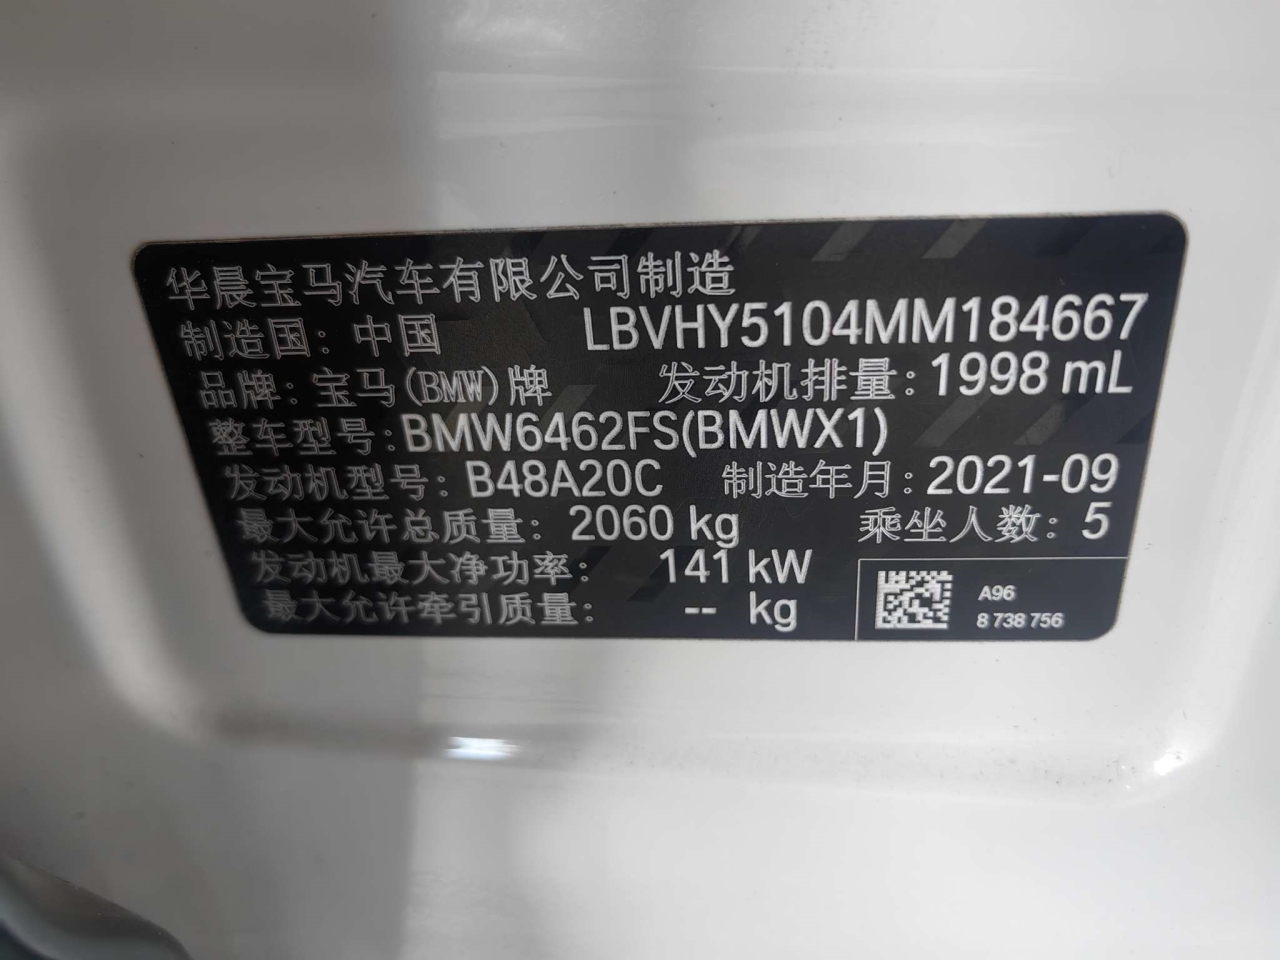 华晨宝马汽车有限公司制造
制造国：中国 LBVHY5104MM184667
品牌：宝马(BMW)牌 发动机排量：1998 mL
整车型号：BMW6462FS(BMWX1)
发动机型号：B48A20C 制造年月：2021-09
最大允许总质量：2060 kg 乘坐人数：5
发动机最大净功率：141 kW
最大允许牵引质量：-- kg
A96
8 738 756